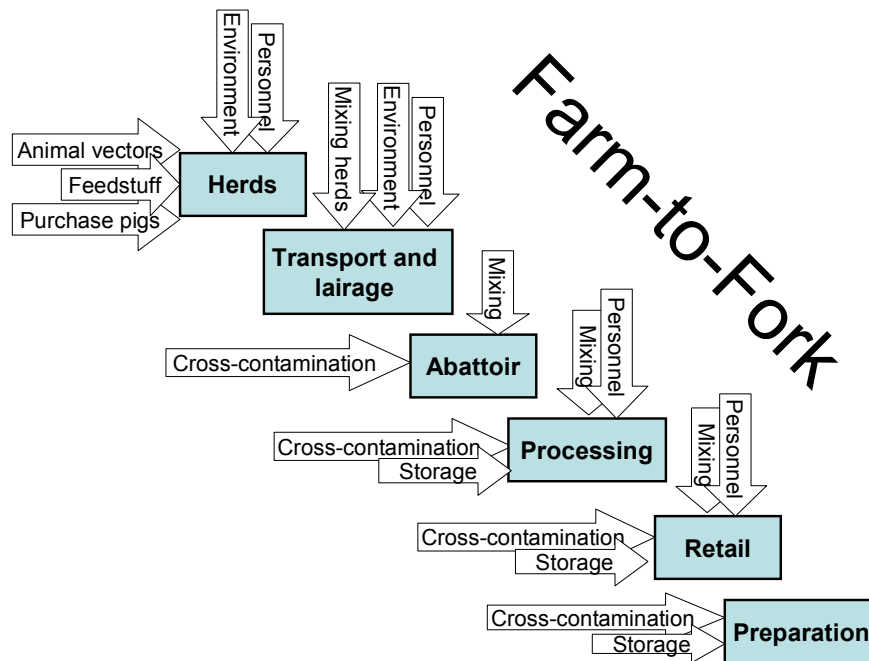 Farm-to-Fork
Environment
Personnel
Animal vectors
Feedstuff
Purchase pigs
Herds
Mixing herds
Environment
Personnel
Transport and
lairage
Mixing
Cross-contamination
Abattoir
Mixing
Personnel
Cross-contamination
Storage
Processing
Mixing
Personnel
Cross-contamination
Storage
Retail
Cross-contamination
Storage
Preparation